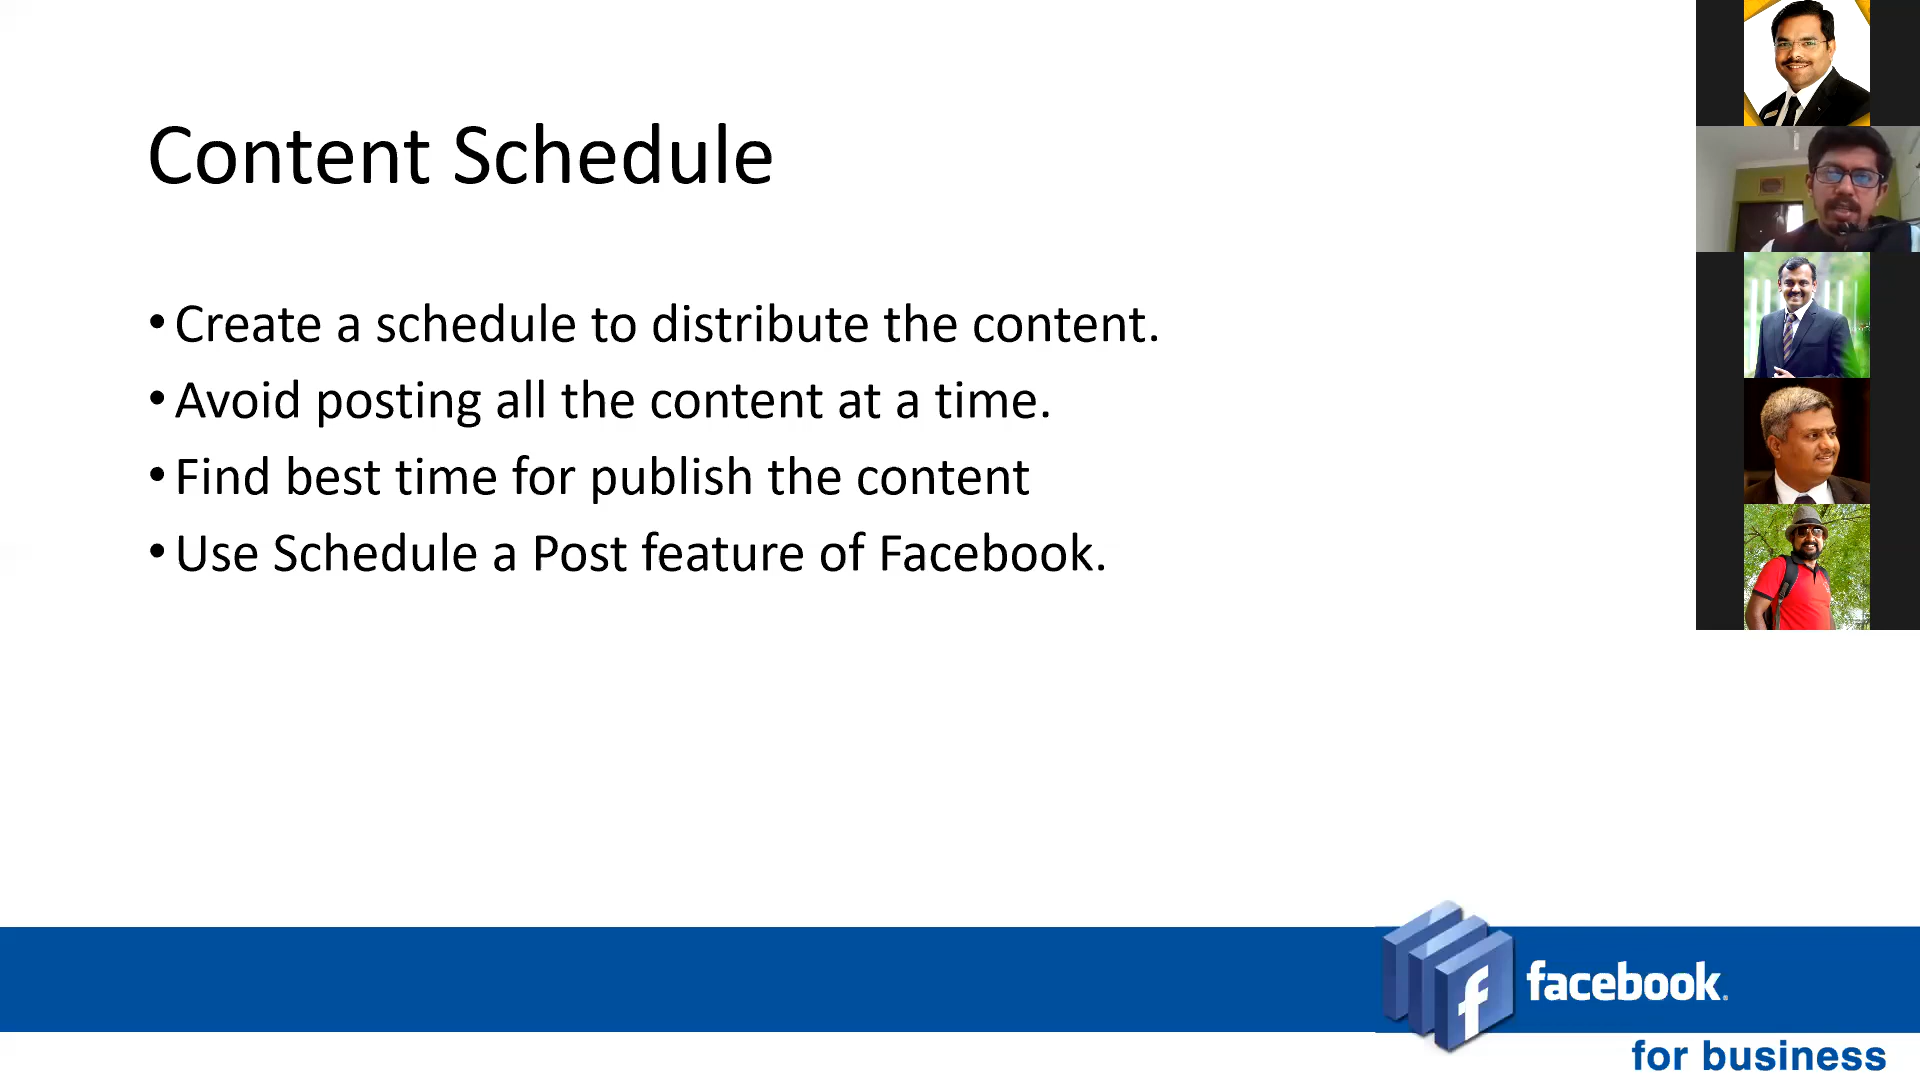 Content Schedule
• Create a schedule to distribute the content.
• Avoid posting all the content at a time.
• Find best time for publish the content
• Use Schedule a Post feature of Facebook.
f facebook.
for business